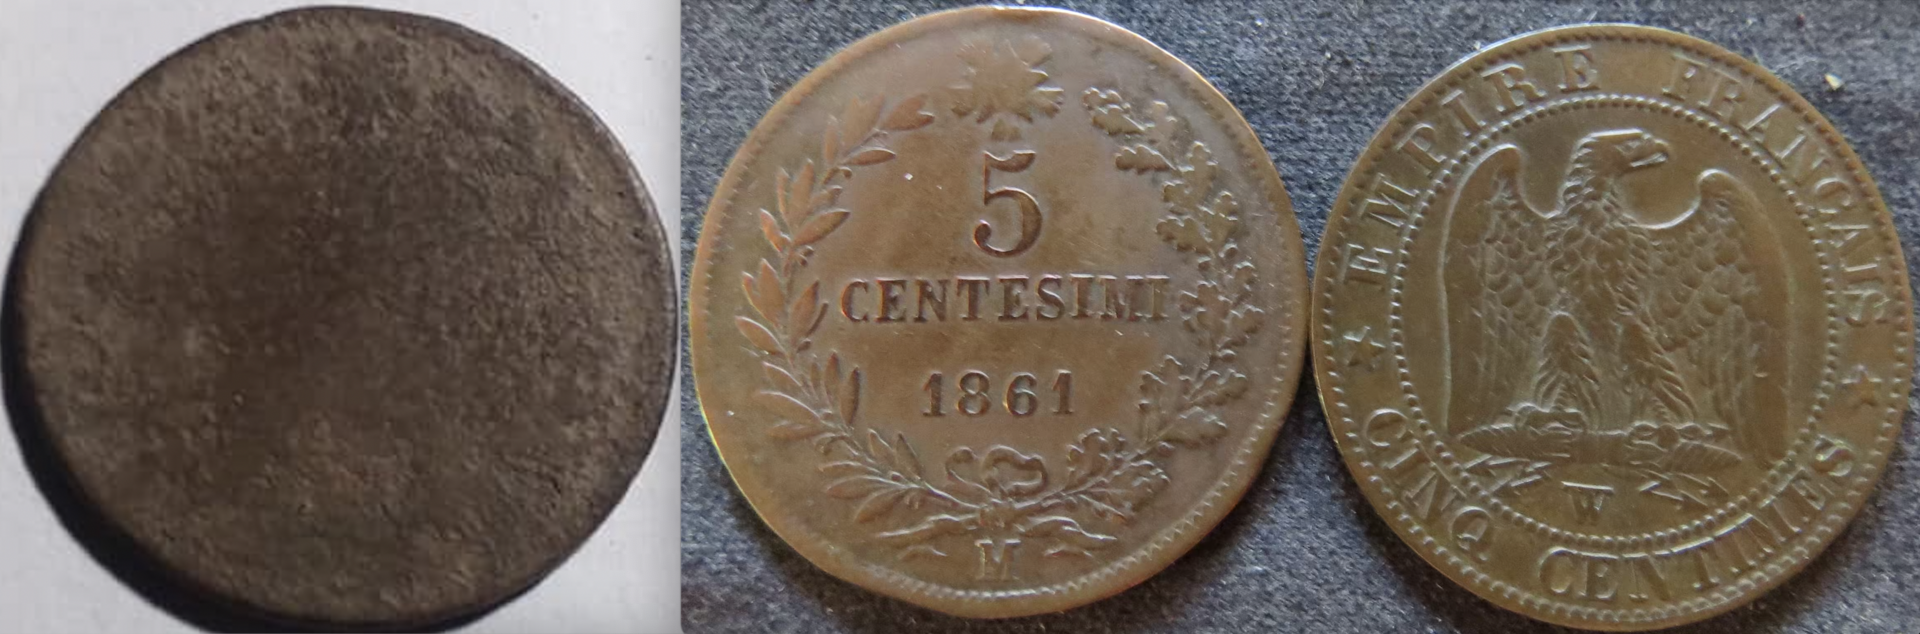 5
CENTESIMI
1861
M
EMPIRE FRANÇAIS
W
CINQ CENTIMES